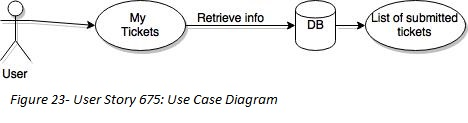 My
Tickets
Retrieve info
DB
List of submitted
tickets
User
Figure 23- User Story 675: Use Case Diagram